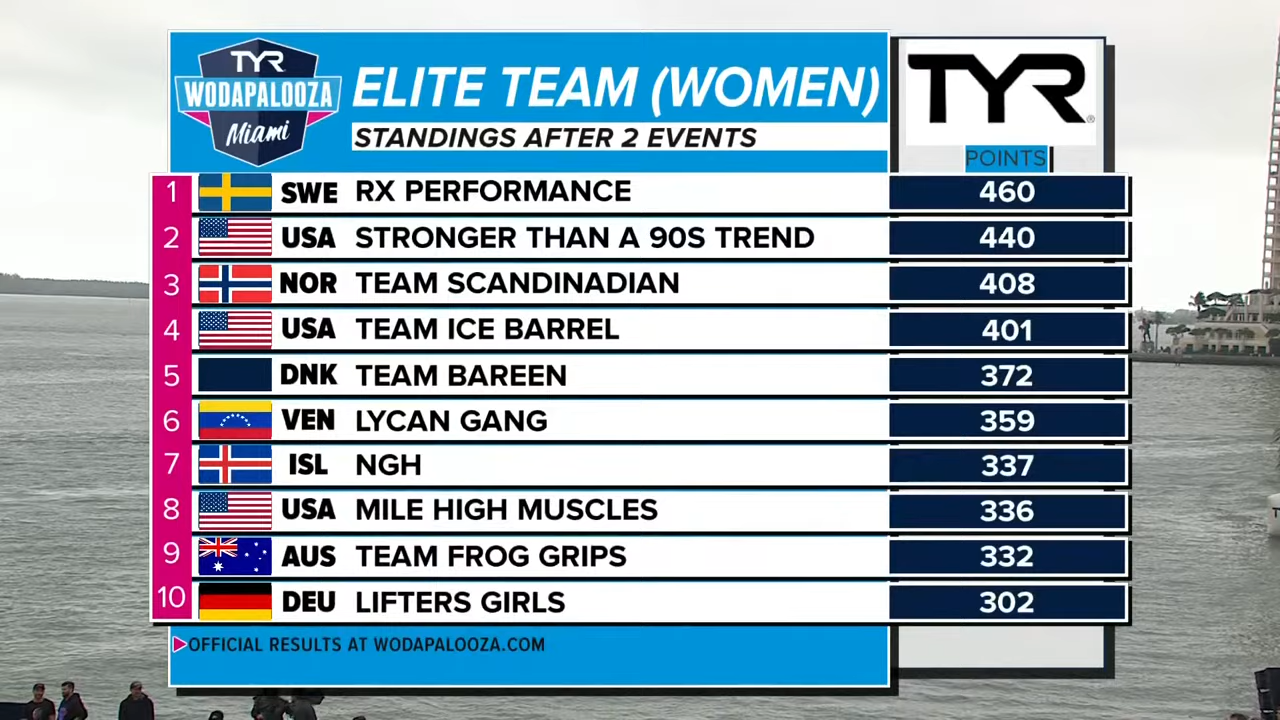 TYR
WODAPALOOZA
Miami
ELITE TEAM (WOMEN)
STANDINGS AFTER 2 EVENTS
TYR®
POINTS
1 SWE RX PERFORMANCE 460
2 USA STRONGER THAN A 90S TREND 440
3 NOR TEAM SCANDINADIAN 408
4 USA TEAM ICE BARREL 401
5 DNK TEAM BAREEN 372
6 VEN LYCAN GANG 359
7 ISL NGH 337
8 USA MILE HIGH MUSCLES 336
9 AUS TEAM FROG GRIPS 332
10 DEU LIFTERS GIRLS 302
OFFICIAL RESULTS AT WODAPALOOZA.COM